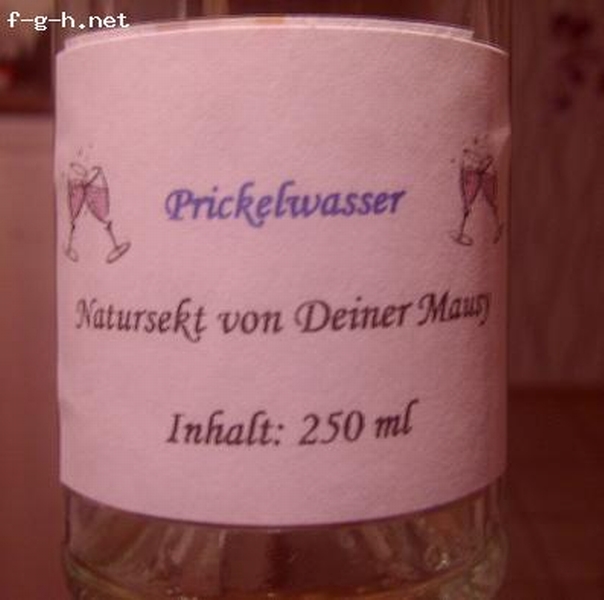 f-g-h.net
Prickelwasser
Natursekt von Deiner Mausy
Inhalt: 250 ml